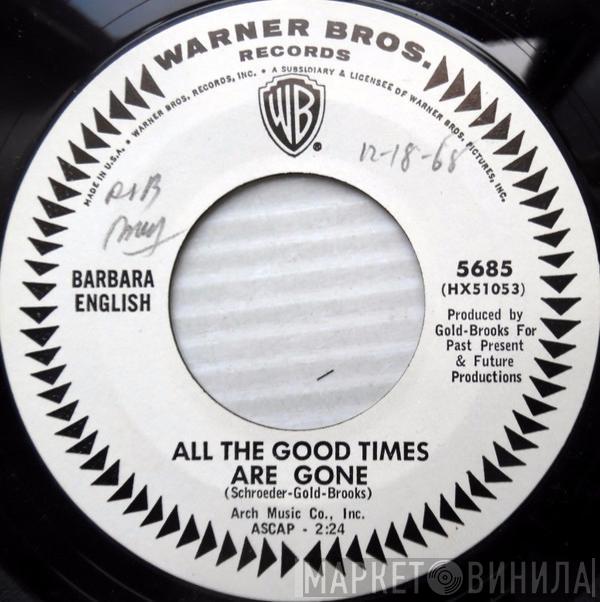 WARNER BROS.
RECORDS
MADE IN U.S.A. • WARNER BROS. RECORDS, INC. • A SUBSIDIARY & LICENSEE OF WARNER BROS. PICTURES, INC.
WB
®
12-18-68
R&B
BARBARA
ENGLISH
5685
(HX51053)
Produced by
Gold-Brooks For
Past Present
& Future
Productions
ALL THE GOOD TIMES
ARE GONE
(Schroeder-Gold-Brooks)
Arch Music Co., Inc.
ASCAP - 2:24
МАРКЕТ ВИНИЛА